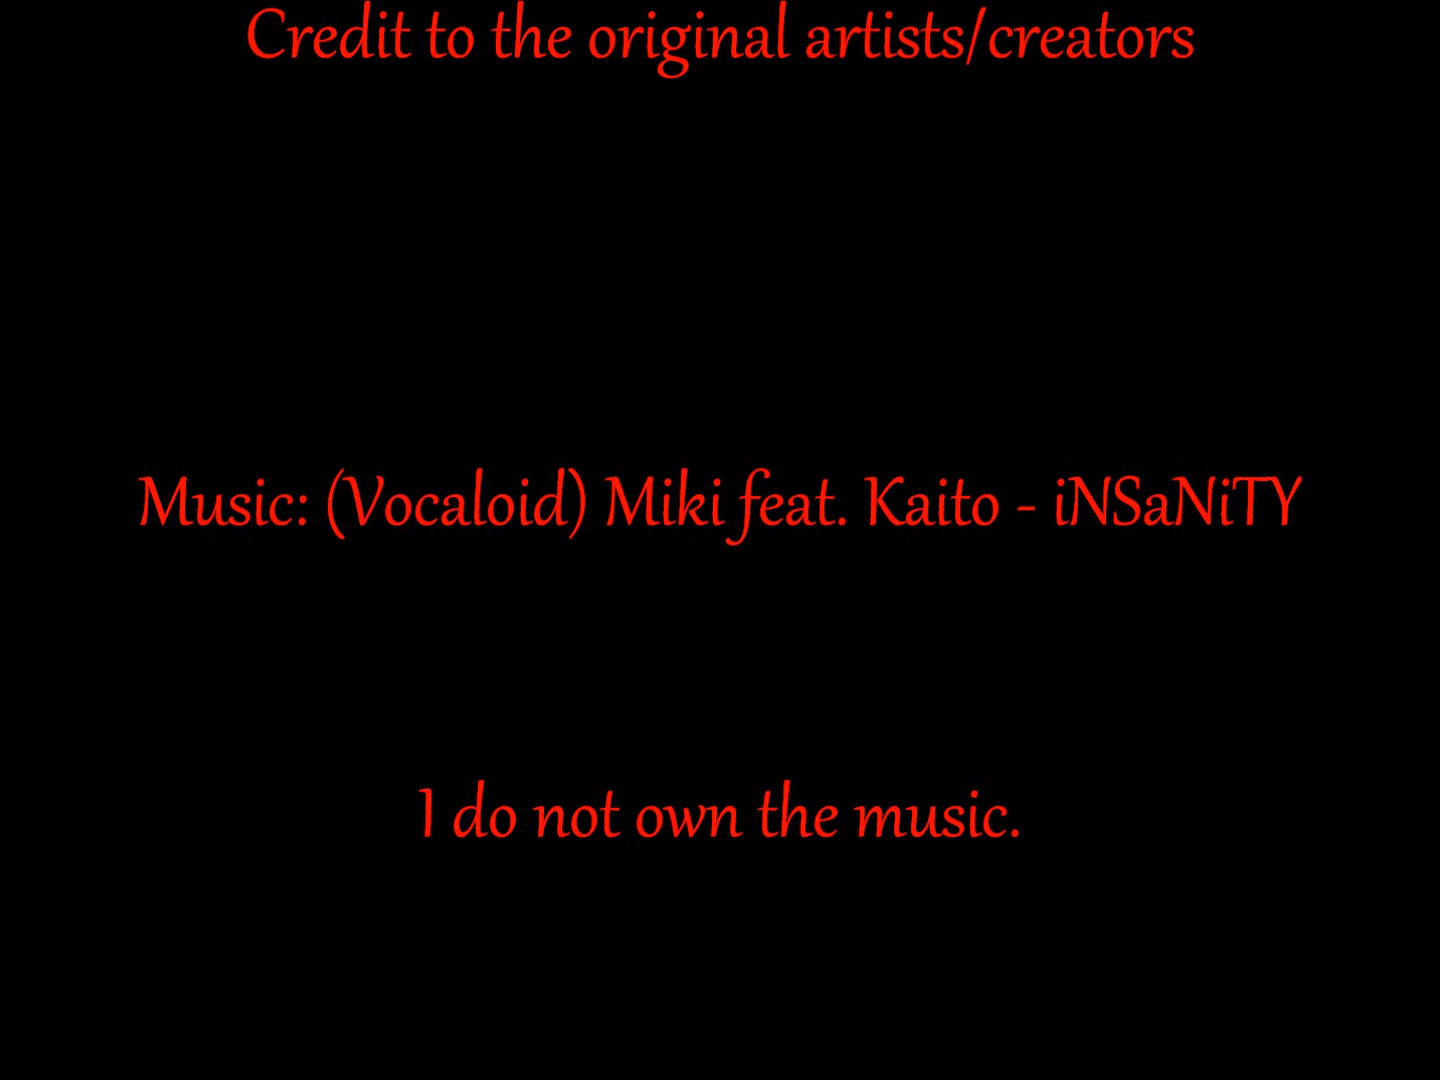 Credit to the original artists/creators
Music: (Vocaloid) Miki feat. Kaito - iNSaNiTY
I do not own the music.